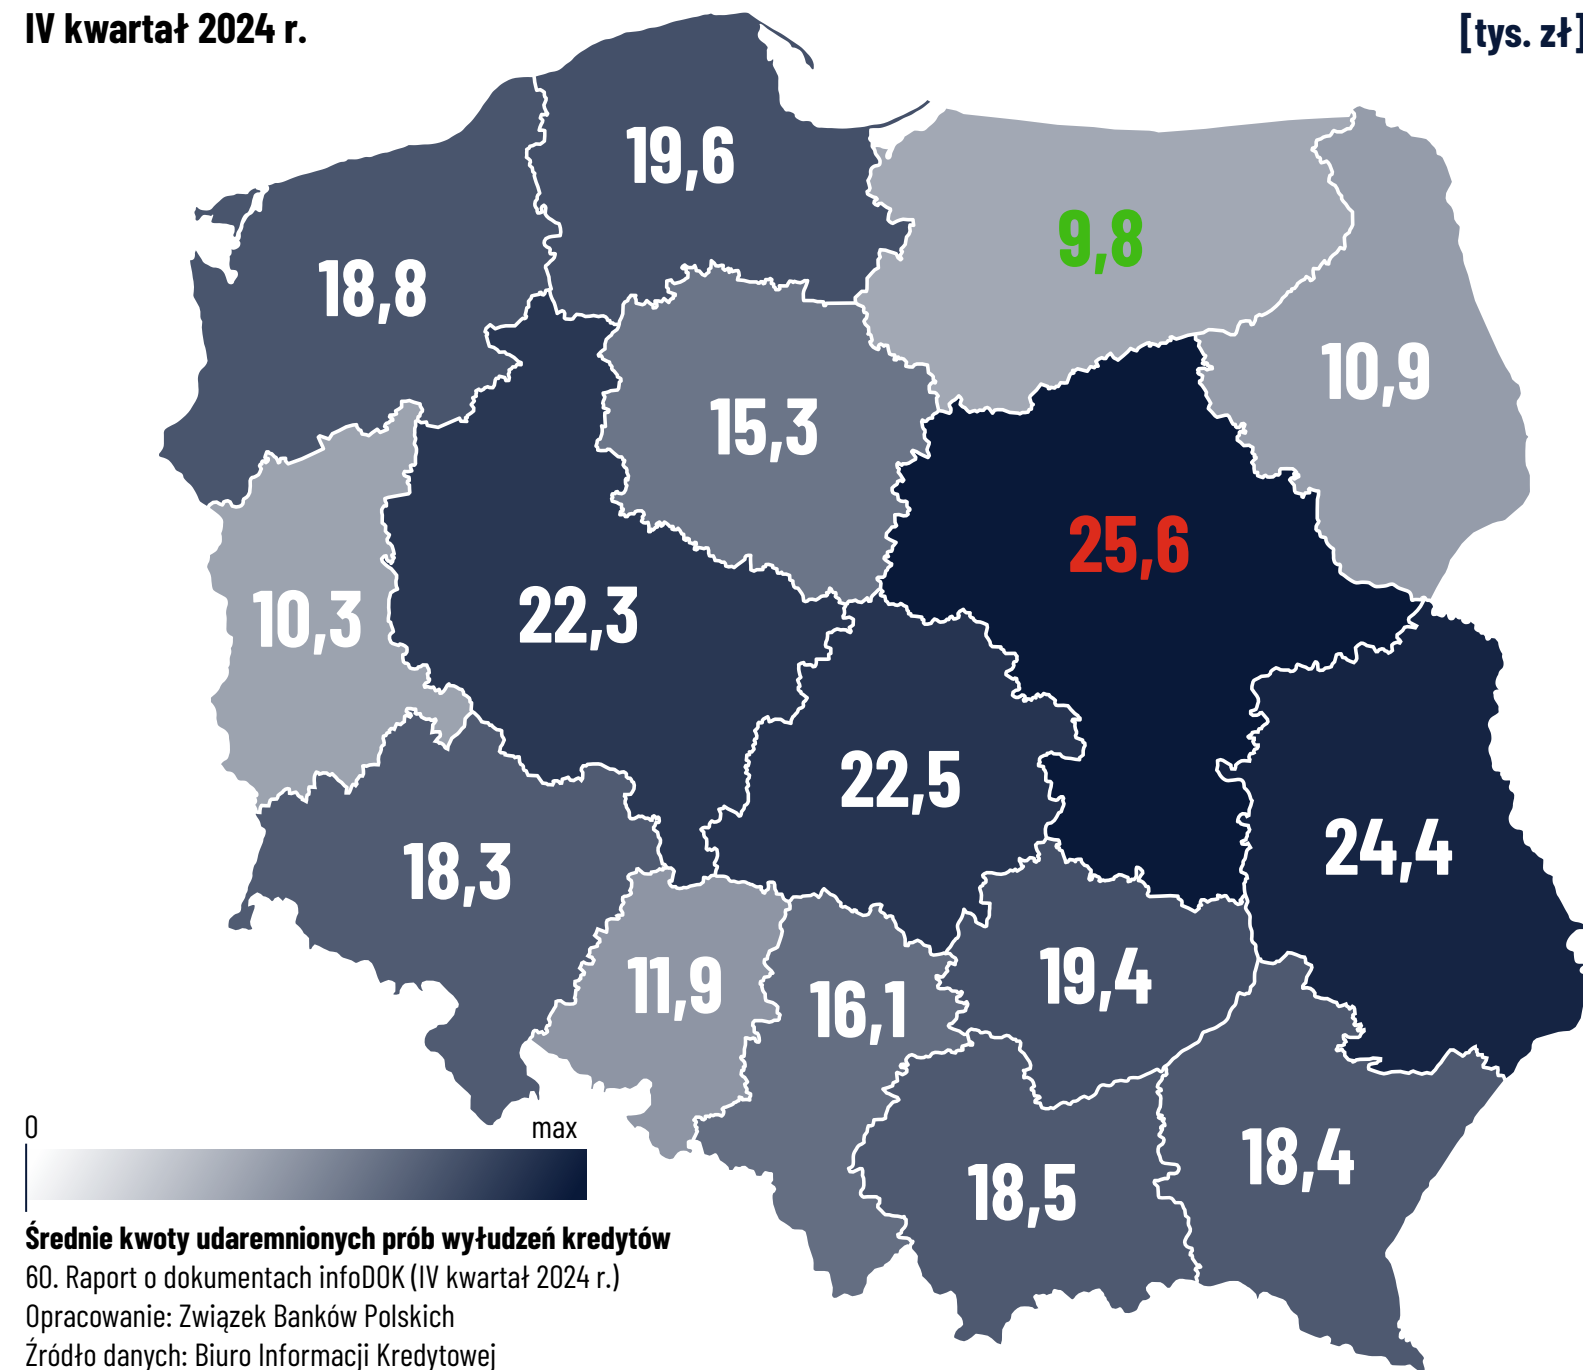 IV kwartał 2024 r.
[tys. zł]
19,6
9,8
18,8
10,9
15,3
25,6
10,3
22,3
22,5
24,4
18,3
19,4
11,9
16,1
18,4
18,5
0 max
Średnie kwoty udaremnionych prób wyłudzeń kredytów
60. Raport o dokumentach infoDOK (IV kwartał 2024 r.)
Opracowanie: Związek Banków Polskich
Źródło danych: Biuro Informacji Kredytowej